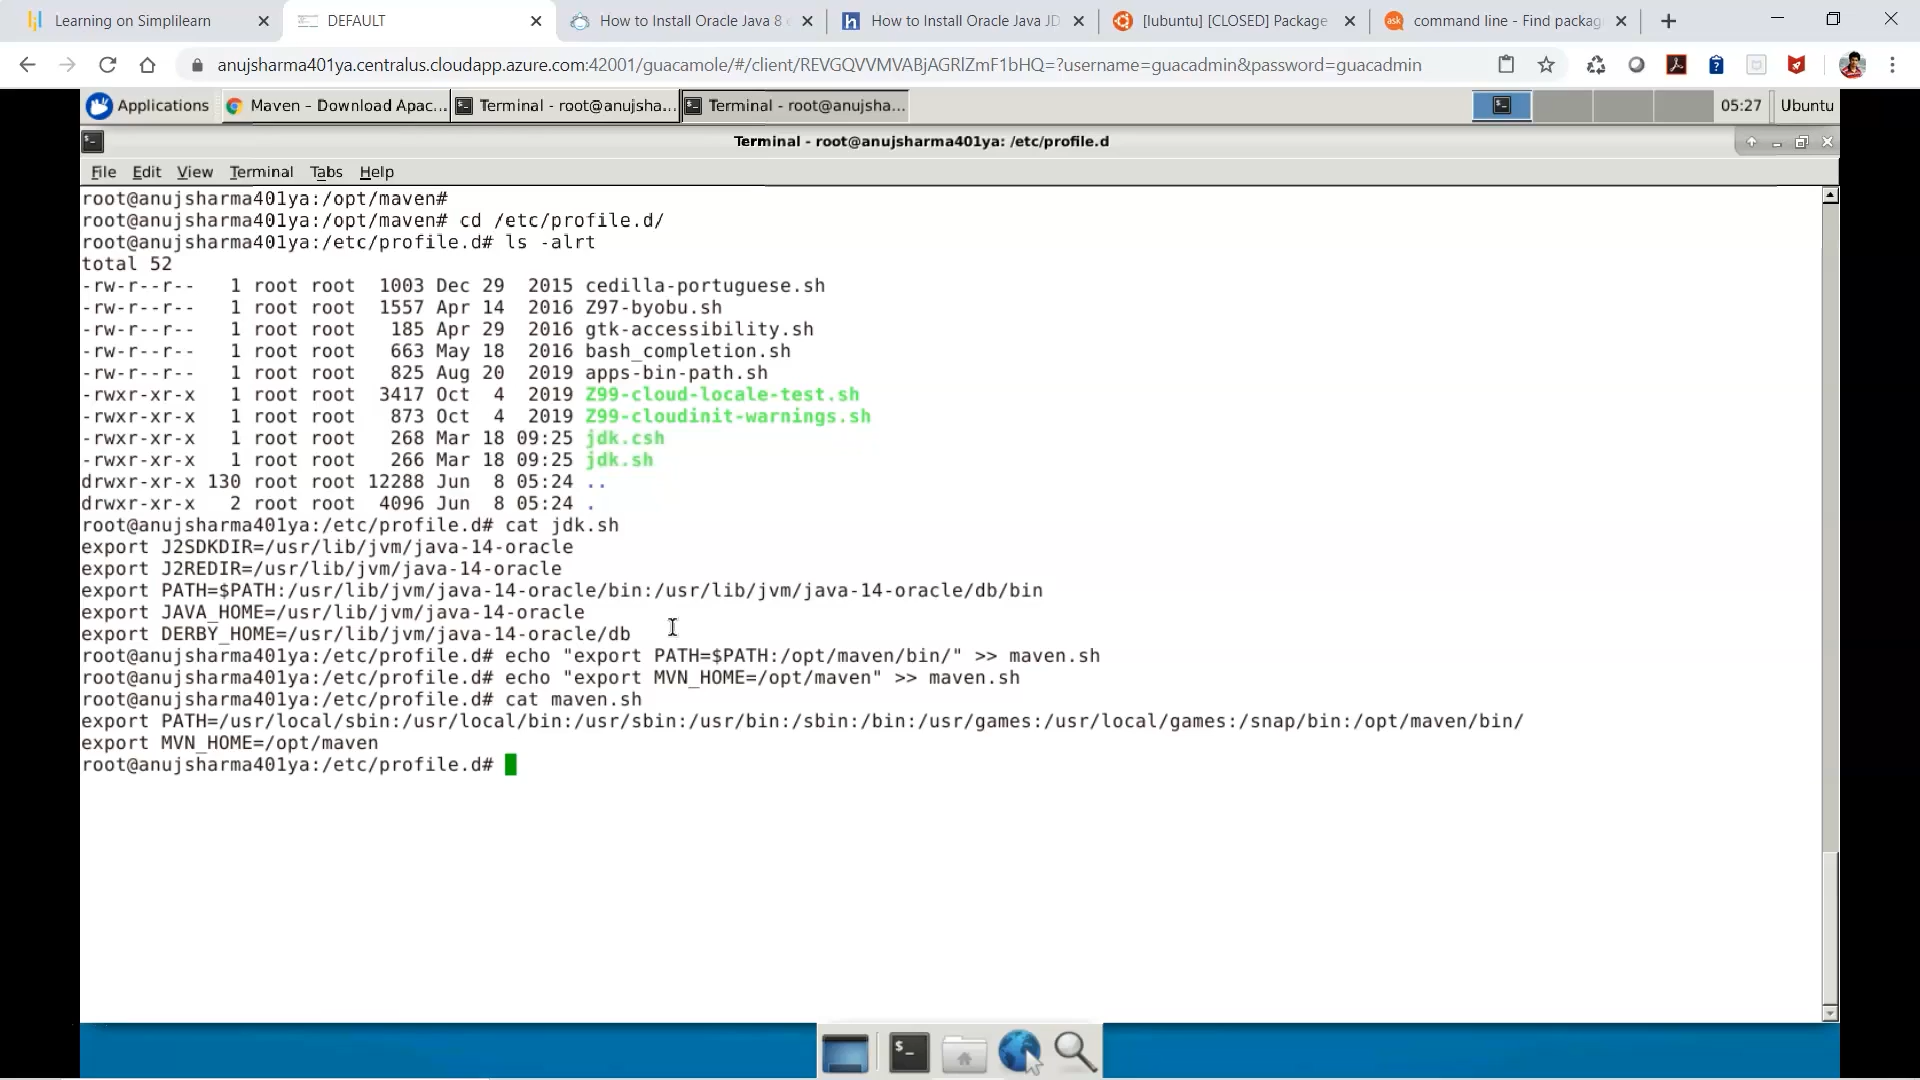 Learning on Simplilearn
DEFAULT
How to Install Oracle Java 8
How to Install Oracle Java JD
[lubuntu] [CLOSED] Package
command line - Find packag
anujsharma401ya.centralus.cloudapp.azure.com:42001/guacamole/#/client/REVGQVVMVABjAGRlZmF1bHQ=?username=guacadmin&password=guacadmin
Applications
Maven – Download Apac...
Terminal - root@anujsha...
Terminal - root@anujsha...
05:27
Ubuntu
Terminal - root@anujsharma401ya: /etc/profile.d
File Edit View Terminal Tabs Help
root@anujsharma401ya:/opt/maven#
root@anujsharma401ya:/opt/maven# cd /etc/profile.d/
root@anujsharma401ya:/etc/profile.d# ls -alrt
total 52
-rw-r--r--   1 root root  1003 Dec 29  2015 cedilla-portuguese.sh
-rw-r--r--   1 root root  1557 Apr 14  2016 Z97-byobu.sh
-rw-r--r--   1 root root   185 Apr 29  2016 gtk-accessibility.sh
-rw-r--r--   1 root root   663 May 18  2016 bash_completion.sh
-rw-r--r--   1 root root   825 Aug 20  2019 apps-bin-path.sh
-rwxr-xr-x   1 root root  3417 Oct  4  2019 Z99-cloud-locale-test.sh
-rwxr-xr-x   1 root root   873 Oct  4  2019 Z99-cloudinit-warnings.sh
-rwxr-xr-x   1 root root   268 Mar 18 09:25 jdk.csh
-rwxr-xr-x   1 root root   266 Mar 18 09:25 jdk.sh
drwxr-xr-x 130 root root 12288 Jun  8 05:24 ..
drwxr-xr-x   2 root root  4096 Jun  8 05:24 .
root@anujsharma401ya:/etc/profile.d# cat jdk.sh
export J2SDKDIR=/usr/lib/jvm/java-14-oracle
export J2REDIR=/usr/lib/jvm/java-14-oracle
export PATH=$PATH:/usr/lib/jvm/java-14-oracle/bin:/usr/lib/jvm/java-14-oracle/db/bin
export JAVA_HOME=/usr/lib/jvm/java-14-oracle
export DERBY_HOME=/usr/lib/jvm/java-14-oracle/db
root@anujsharma401ya:/etc/profile.d# echo "export PATH=$PATH:/opt/maven/bin/" >> maven.sh
root@anujsharma401ya:/etc/profile.d# echo "export MVN_HOME=/opt/maven" >> maven.sh
root@anujsharma401ya:/etc/profile.d# cat maven.sh
export PATH=/usr/local/sbin:/usr/local/bin:/usr/sbin:/usr/bin:/sbin:/bin:/usr/games:/usr/local/games:/snap/bin:/opt/maven/bin/
export MVN_HOME=/opt/maven
root@anujsharma401ya:/etc/profile.d#